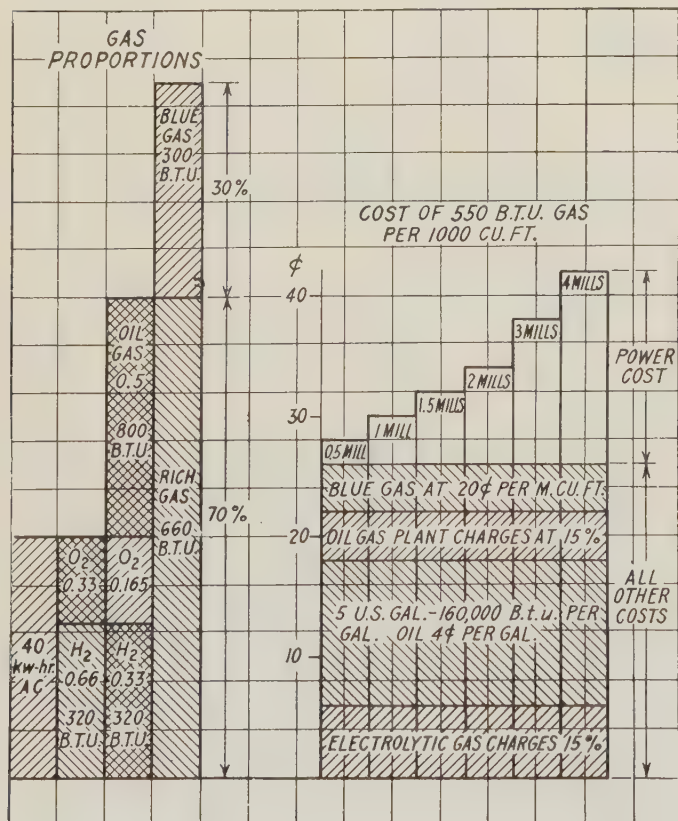 GAS
PROPORTIONS
BLUE
GAS
300
B.T.U.
30%
OIL
GAS
0.5
800
B.T.U.
RICH
GAS
660
B.T.U.
70%
O2
0.33
O2
0.165
40
kw-hr.
AC
H2
0.66
320
B.T.U.
H2
0.33
320
B.T.U.
COST OF 550 B.T.U. GAS
PER 1000 CU. FT.
¢
40
30
20
10
0.5 MILL
1 MILL
1.5 MILLS
2 MILLS
3 MILLS
4 MILLS
POWER
COST
BLUE GAS AT 20¢ PER M. CU. FT.
OIL GAS PLANT CHARGES AT 15%
5 U.S. GAL.-160,000 B.t.u. PER
GAL. OIL 4¢ PER GAL.
ELECTROLYTIC GAS CHARGES 15%
ALL
OTHER
COSTS